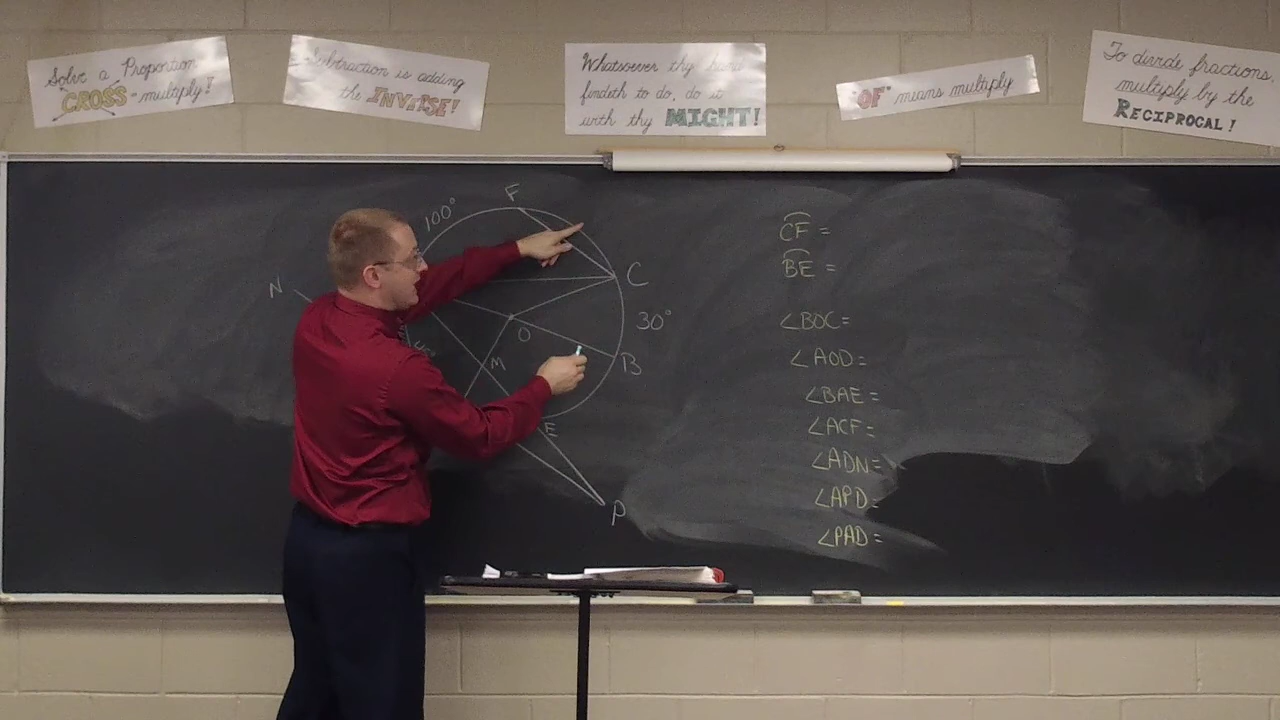 Solve a Proportion
CROSS-multiply!
Subtraction is adding
the INVERSE!
Whatsoever thy hand
findeth to do, do it
with thy MIGHT!
"OF" means multiply
To divide fractions,
multiply by the
RECIPROCAL!
F
100°
N
C
30°
O
M
B
E
P
CF =
BE =
∠BOC=
∠AOD=
∠BAE=
∠ACF=
∠ADN=
∠APD=
∠PAD=